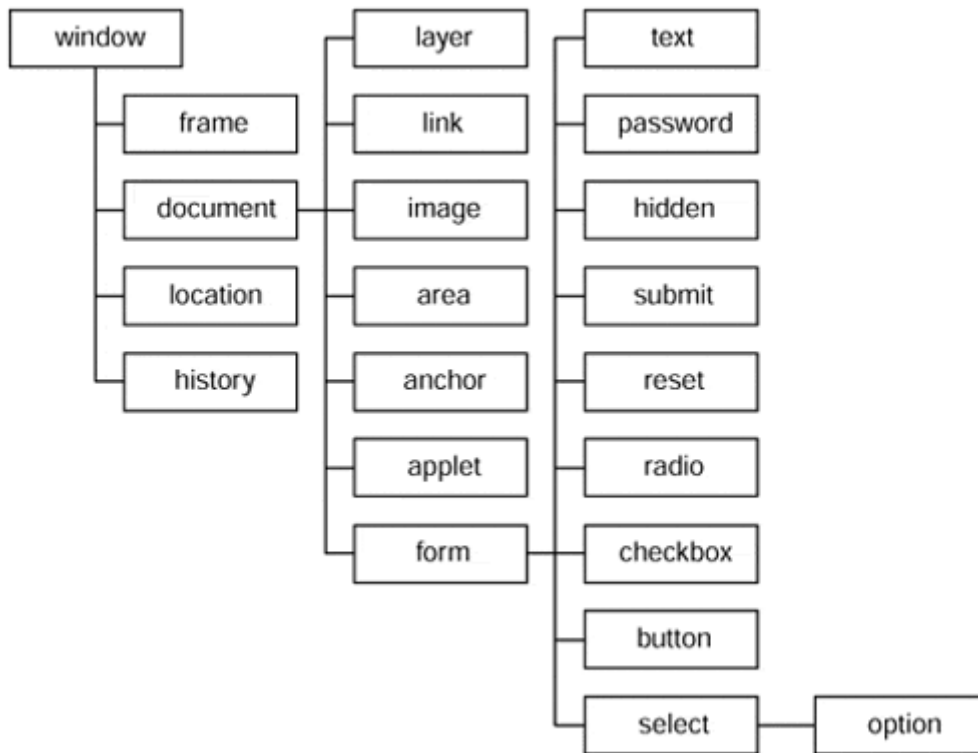 window
frame
document
location
history
layer
link
image
area
anchor
applet
form
text
password
hidden
submit
reset
radio
checkbox
button
select
option